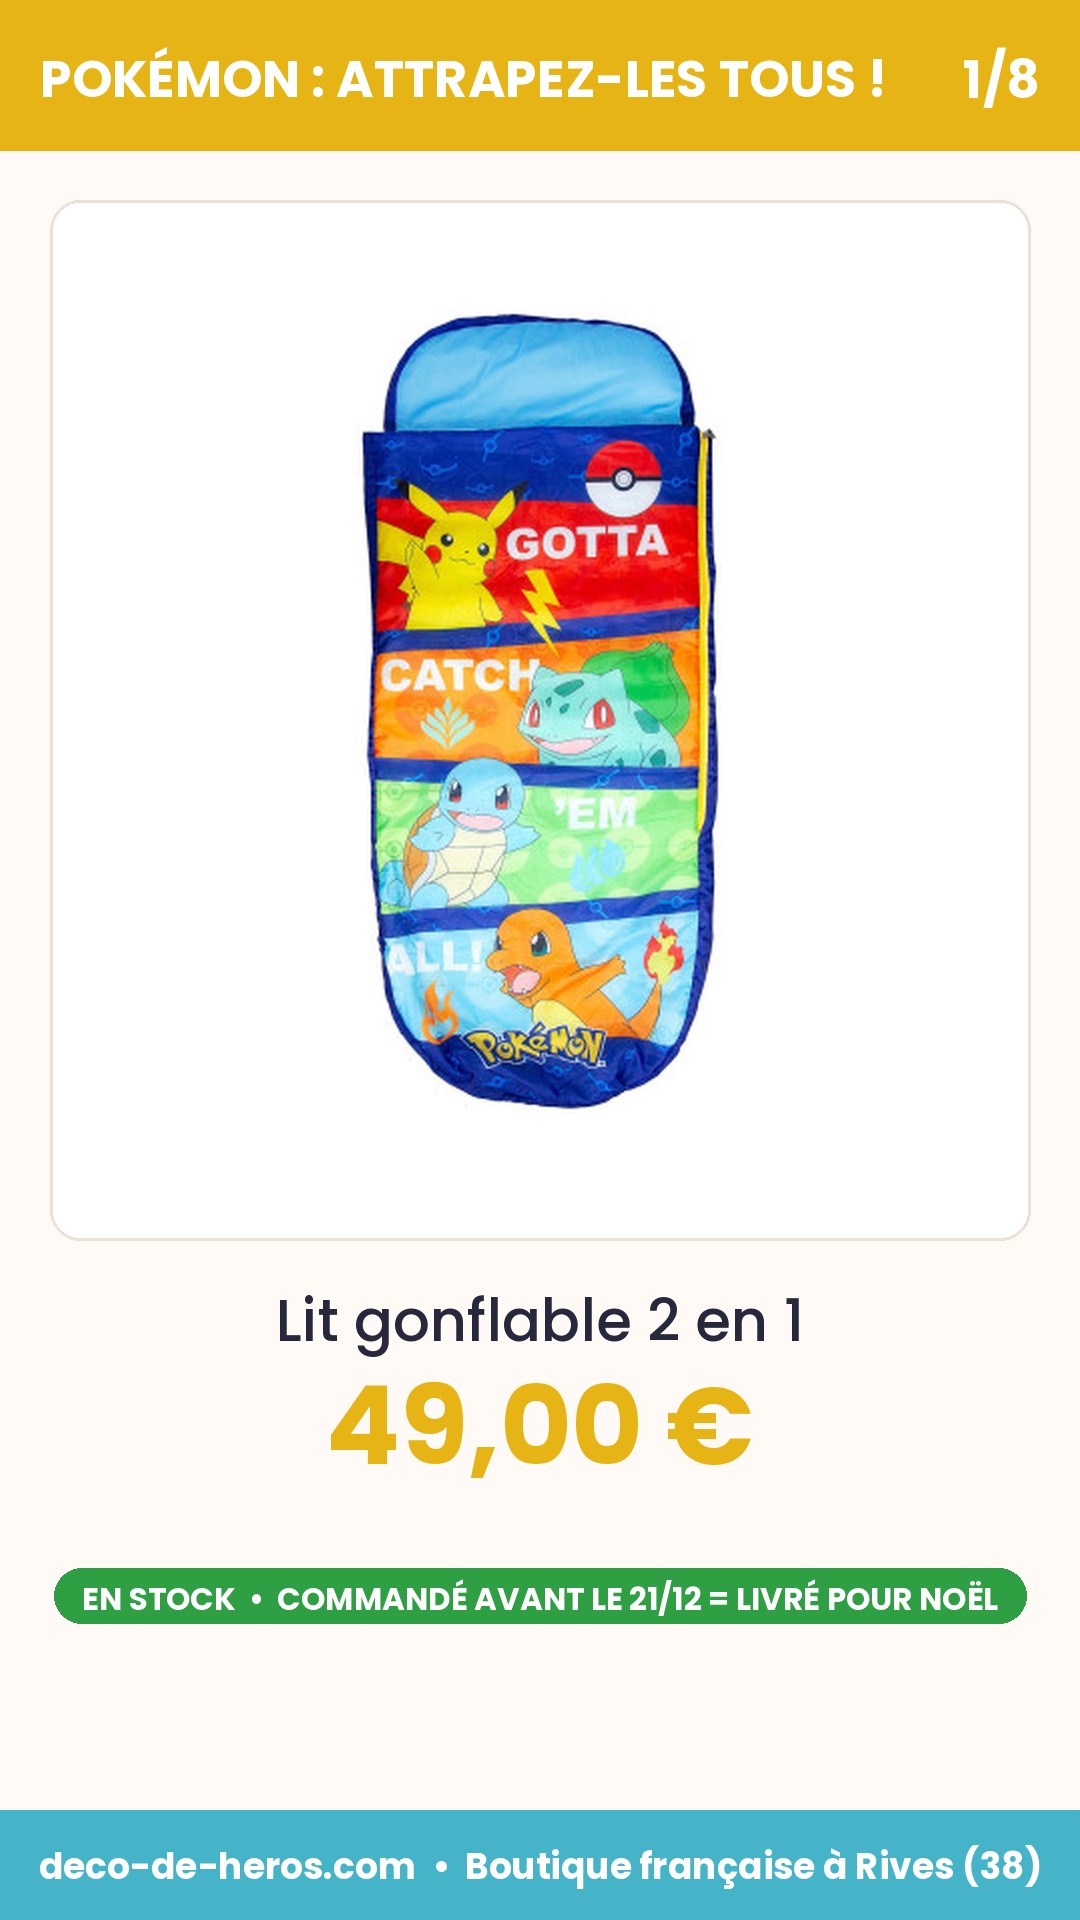 POKÉMON : ATTRAPEZ-LES TOUS !
1/8
GOTTA
CATCH
'EM
ALL!
POKéMON
Lit gonflable 2 en 1
49,00 €
EN STOCK • COMMANDÉ AVANT LE 21/12 = LIVRÉ POUR NOËL
deco-de-heros.com • Boutique française à Rives (38)